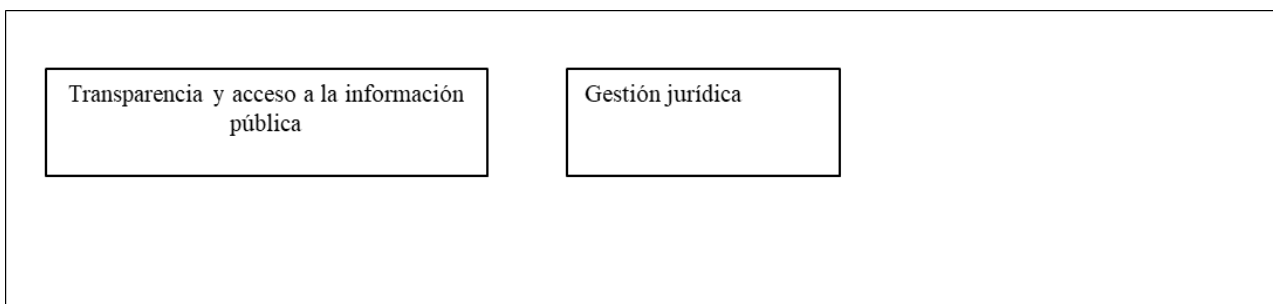 Transparencia y acceso a la información
pública
Gestión jurídica